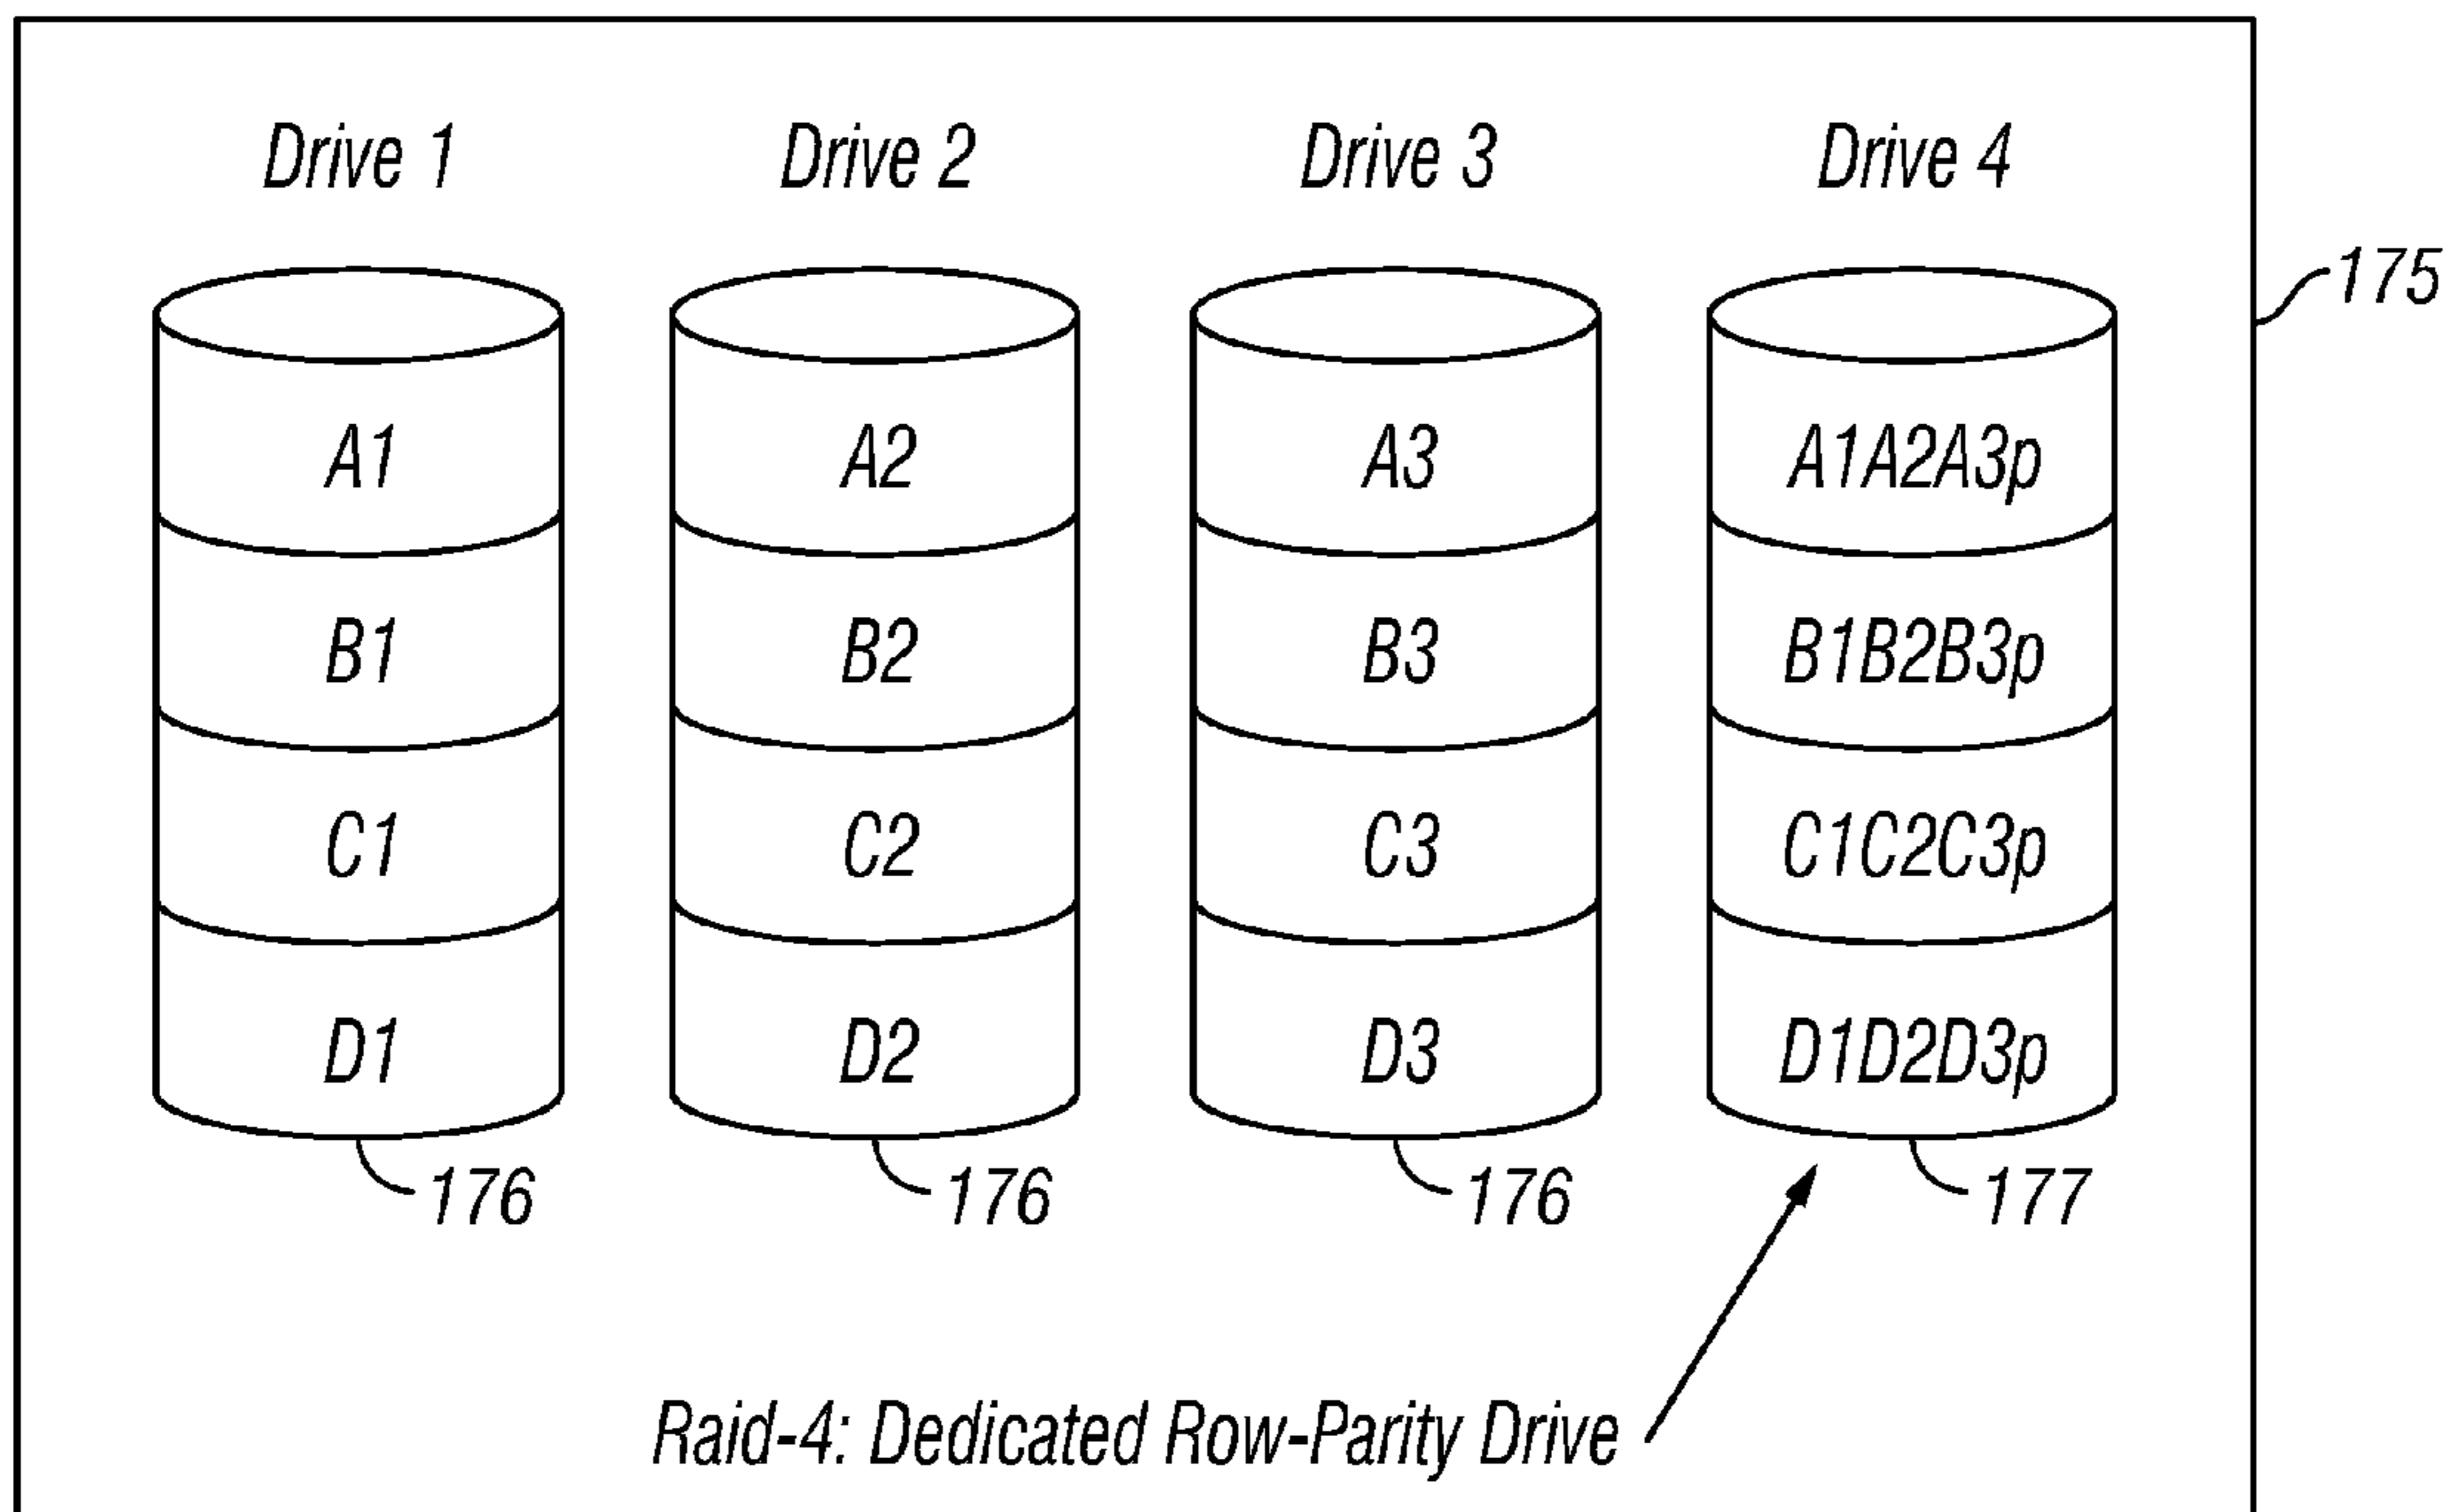 Drive 1 Drive 2 Drive 3 Drive 4
175
A1 A2 A3 A1A2A3p
B1 B2 B3 B1B2B3p
C1 C2 C3 C1C2C3p
D1 D2 D3 D1D2D3p
176 176 176 177
Raid-4: Dedicated Row-Parity Drive